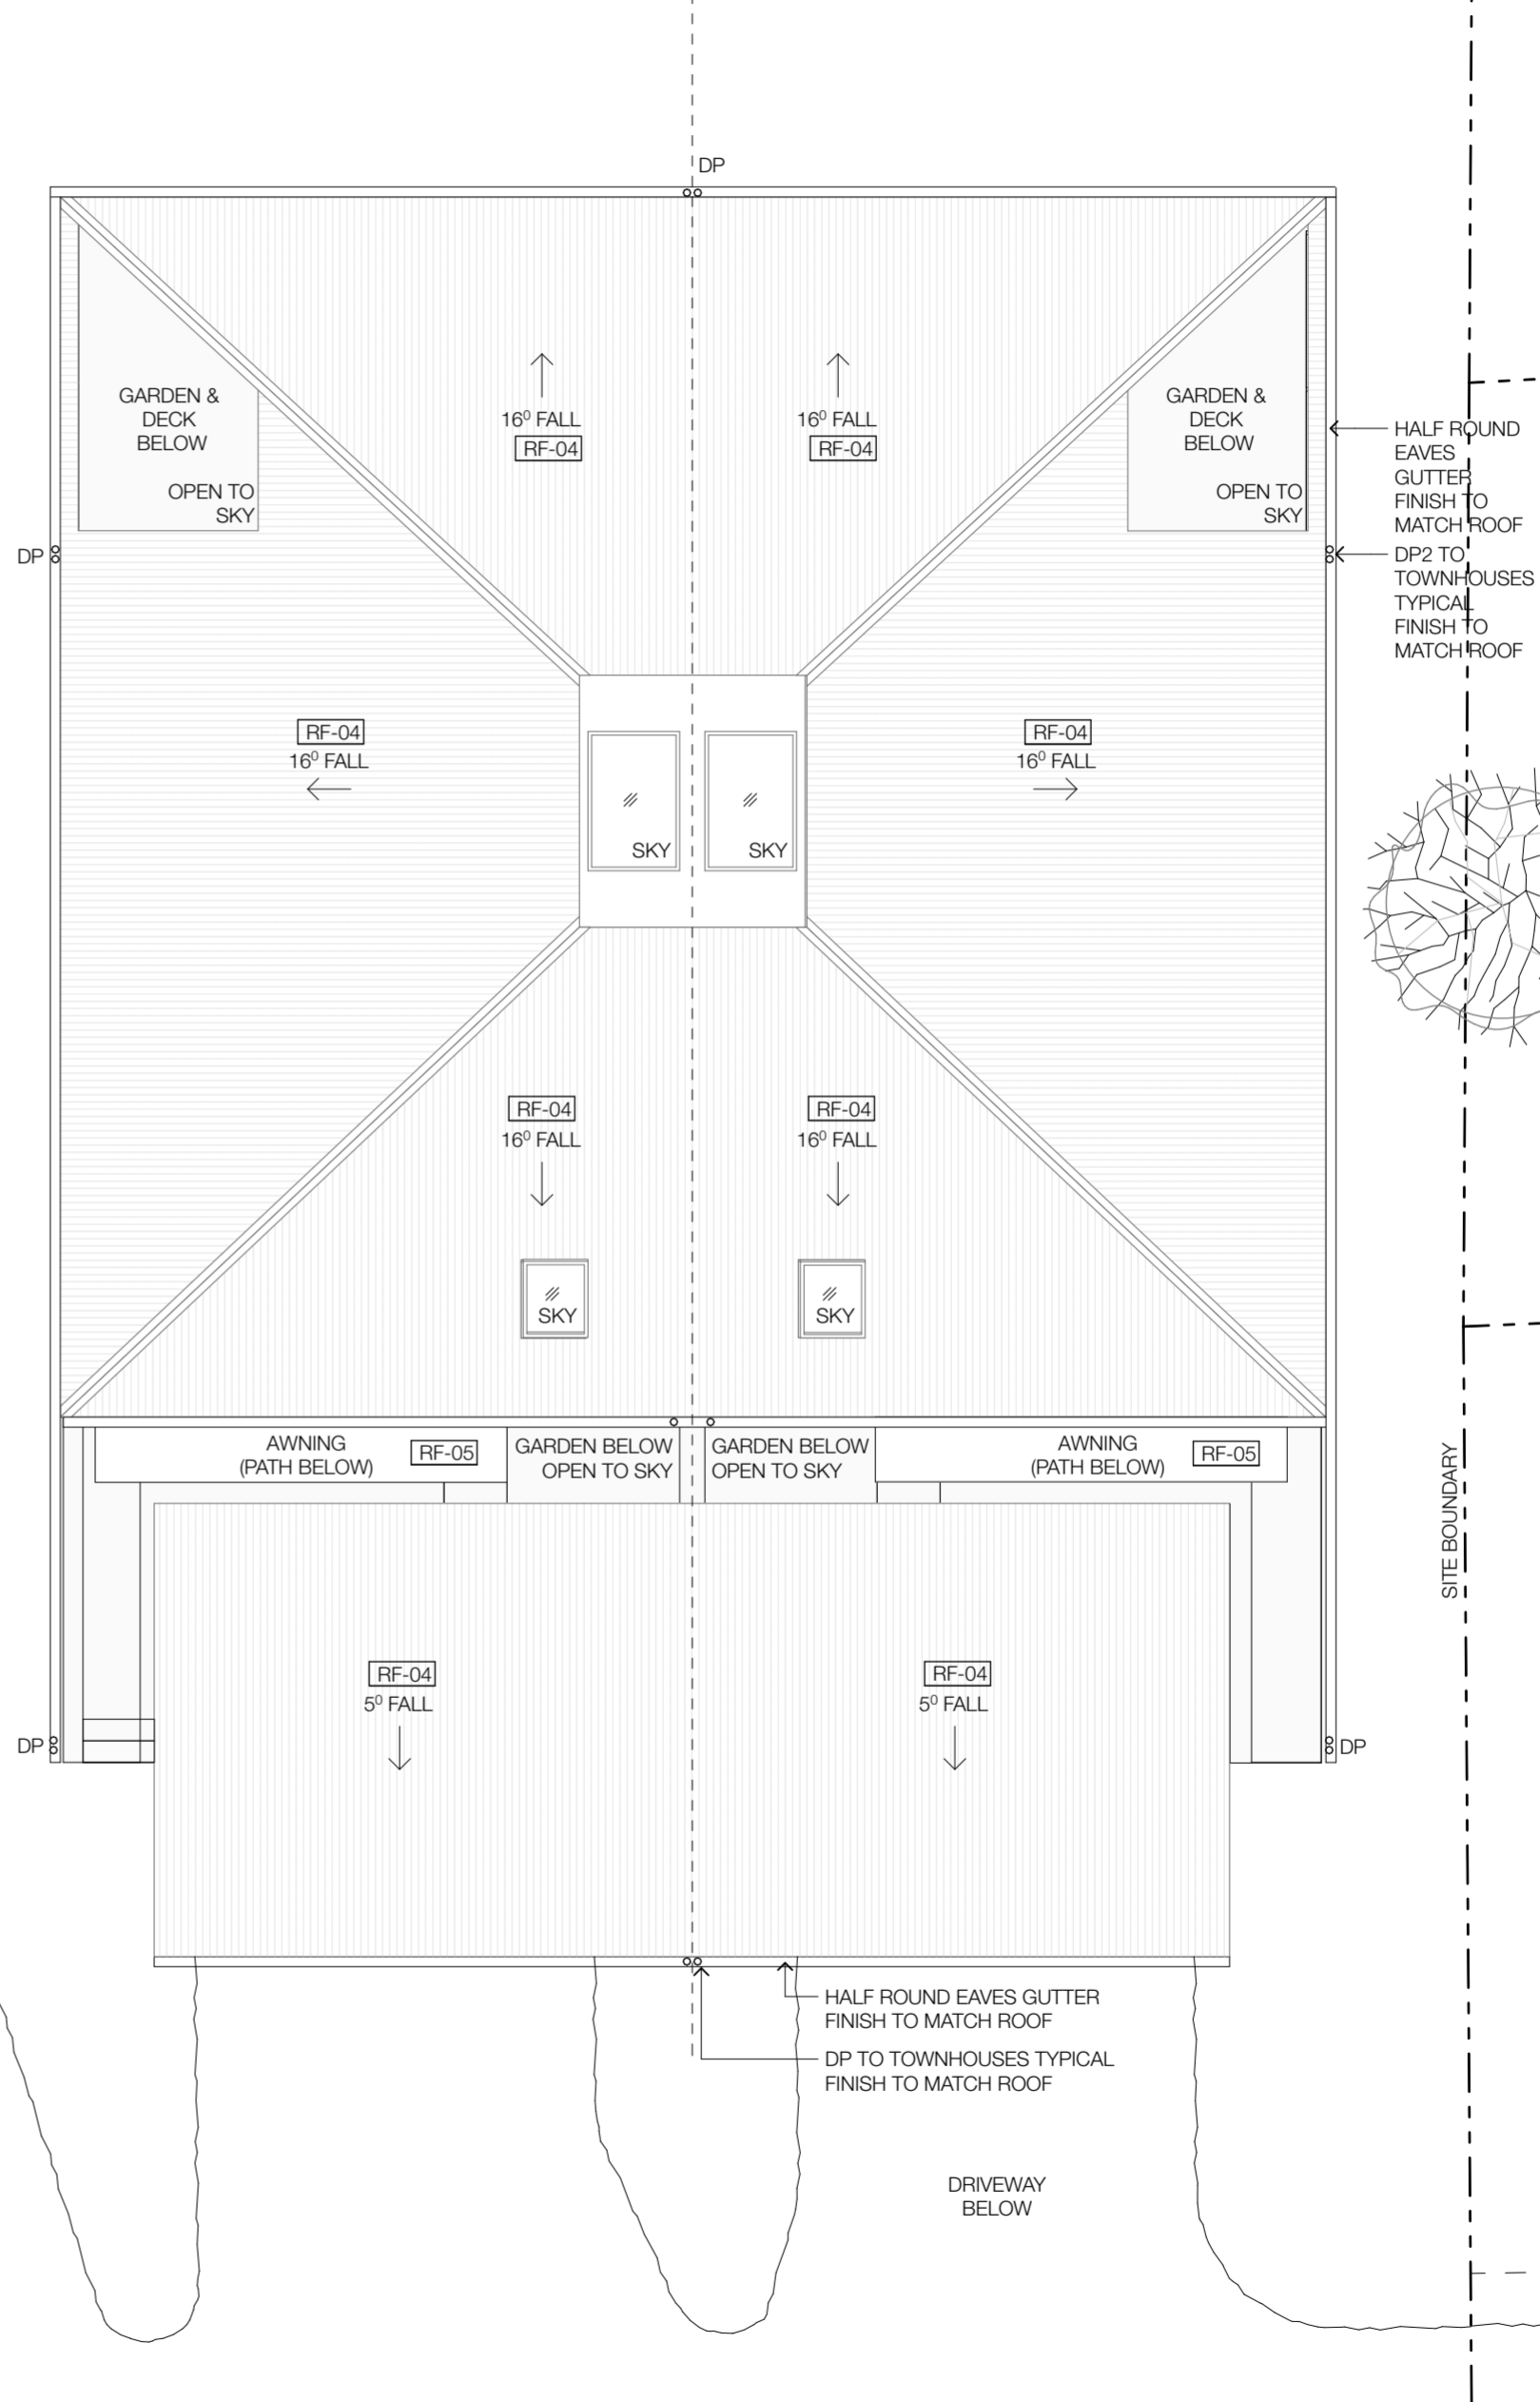 DP
GARDEN &
DECK
BELOW
OPEN TO
SKY
16⁰ FALL
RF-04
16⁰ FALL
RF-04
GARDEN &
DECK
BELOW
OPEN TO
SKY
HALF ROUND
EAVES
GUTTER
FINISH TO
MATCH ROOF
DP
DP2 TO
TOWNHOUSES
TYPICAL
FINISH TO
MATCH ROOF
RF-04
16⁰ FALL
RF-04
16⁰ FALL
SKY
SKY
RF-04
16⁰ FALL
RF-04
16⁰ FALL
SKY
SKY
AWNING
(PATH BELOW)
RF-05
GARDEN BELOW
OPEN TO SKY
GARDEN BELOW
OPEN TO SKY
AWNING
(PATH BELOW)
RF-05
SITE BOUNDARY
RF-04
5⁰ FALL
RF-04
5⁰ FALL
DP
DP
HALF ROUND EAVES GUTTER
FINISH TO MATCH ROOF
DP TO TOWNHOUSES TYPICAL
FINISH TO MATCH ROOF
DRIVEWAY
BELOW